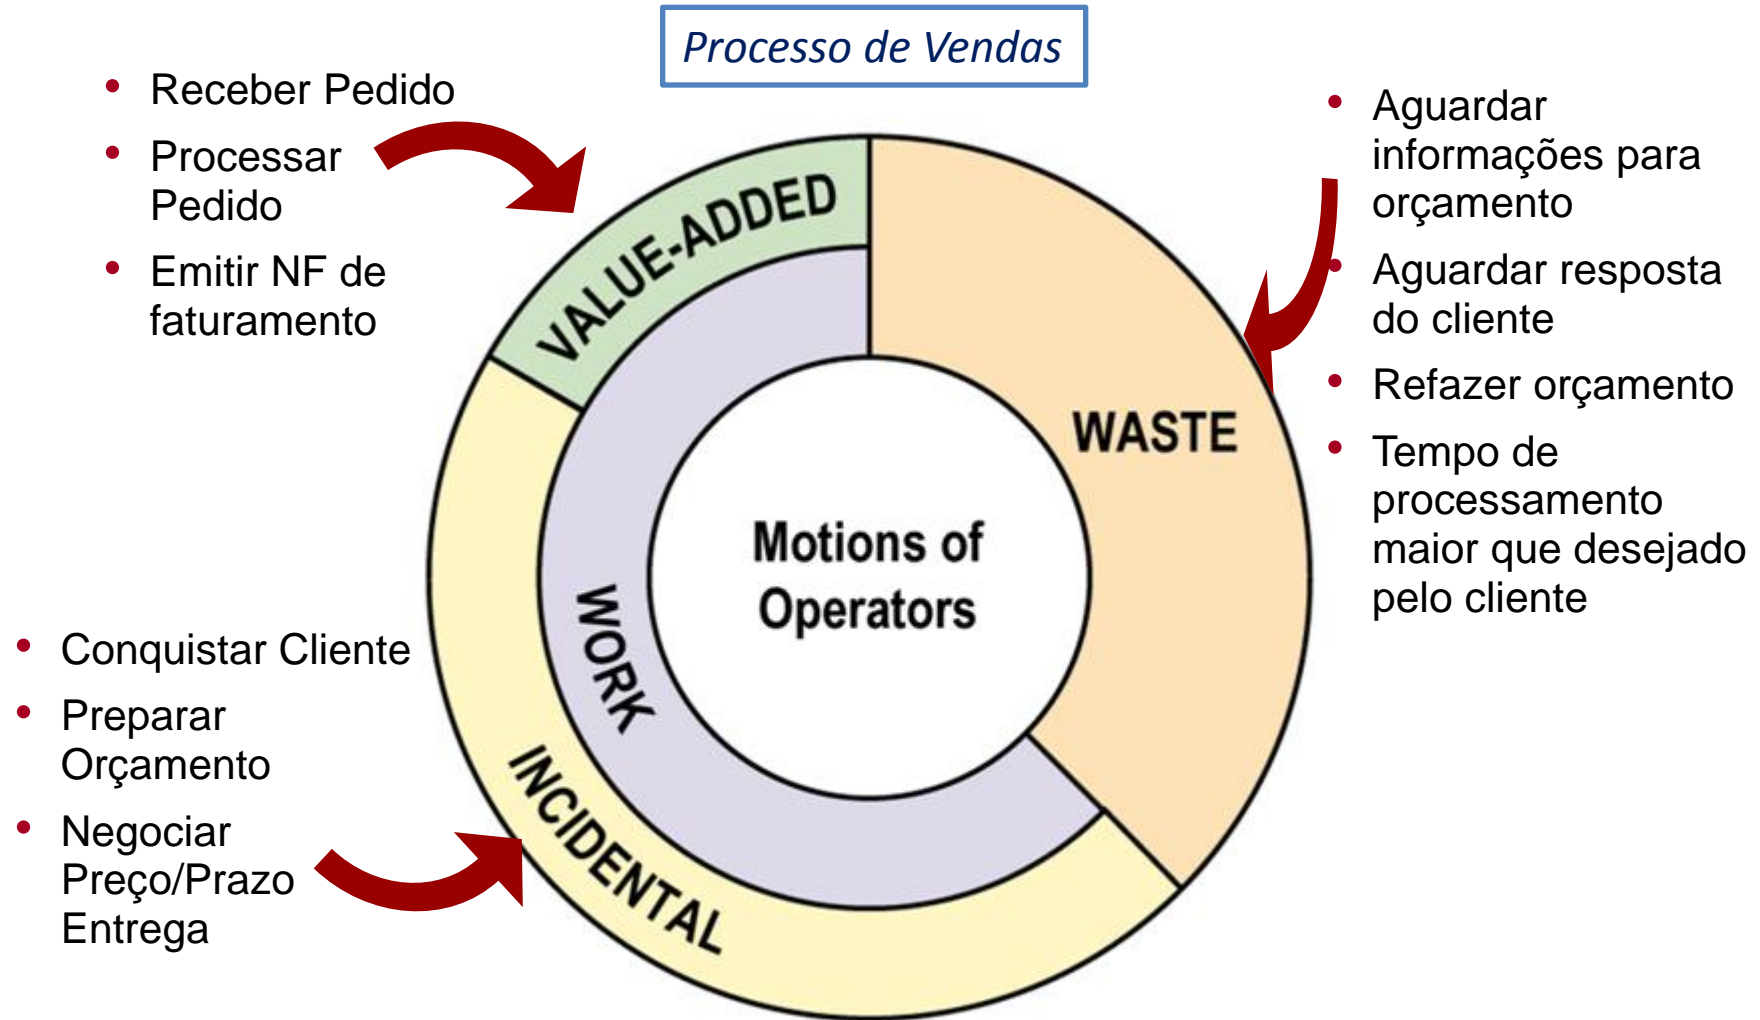 Processo de Vendas
• Receber Pedido
• Processar
Pedido
• Emitir NF de
faturamento
• Aguardar
informações para
orçamento
• Aguardar resposta
do cliente
• Refazer orçamento
• Tempo de
processamento
maior que desejado
pelo cliente
VALUE-ADDED
WASTE
Motions of
Operators
WORK
INCIDENTAL
• Conquistar Cliente
• Preparar
Orçamento
• Negociar
Preço/Prazo
Entrega